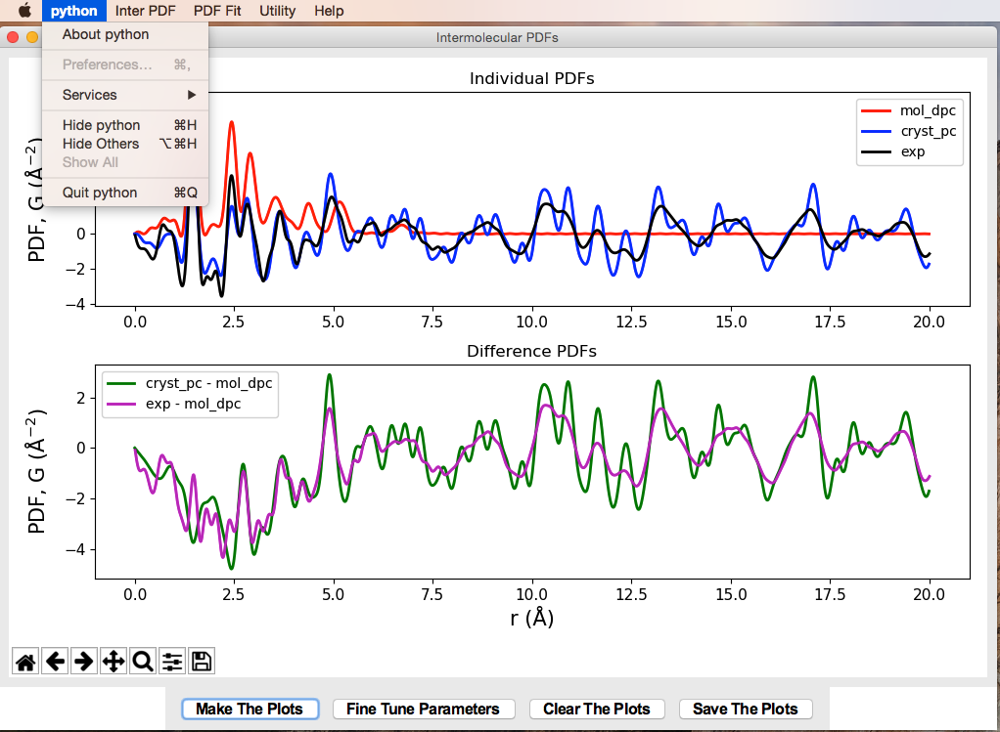 python Inter PDF PDF Fit Utility Help
Intermolecular PDFs
About python
Preferences... ⌘,
Services ▶
Hide python ⌘H
Hide Others ⌥⌘H
Show All
Quit python ⌘Q
Individual PDFs
mol_dpc
cryst_pc
exp
PDF, G (Å⁻²)
0
−2
−4
0.0 2.5 5.0 7.5 10.0 12.5 15.0 17.5 20.0
Difference PDFs
cryst_pc - mol_dpc
exp - mol_dpc
PDF, G (Å⁻²)
2
0
−2
−4
0.0 2.5 5.0 7.5 10.0 12.5 15.0 17.5 20.0
r (Å)
Make The Plots Fine Tune Parameters Clear The Plots Save The Plots